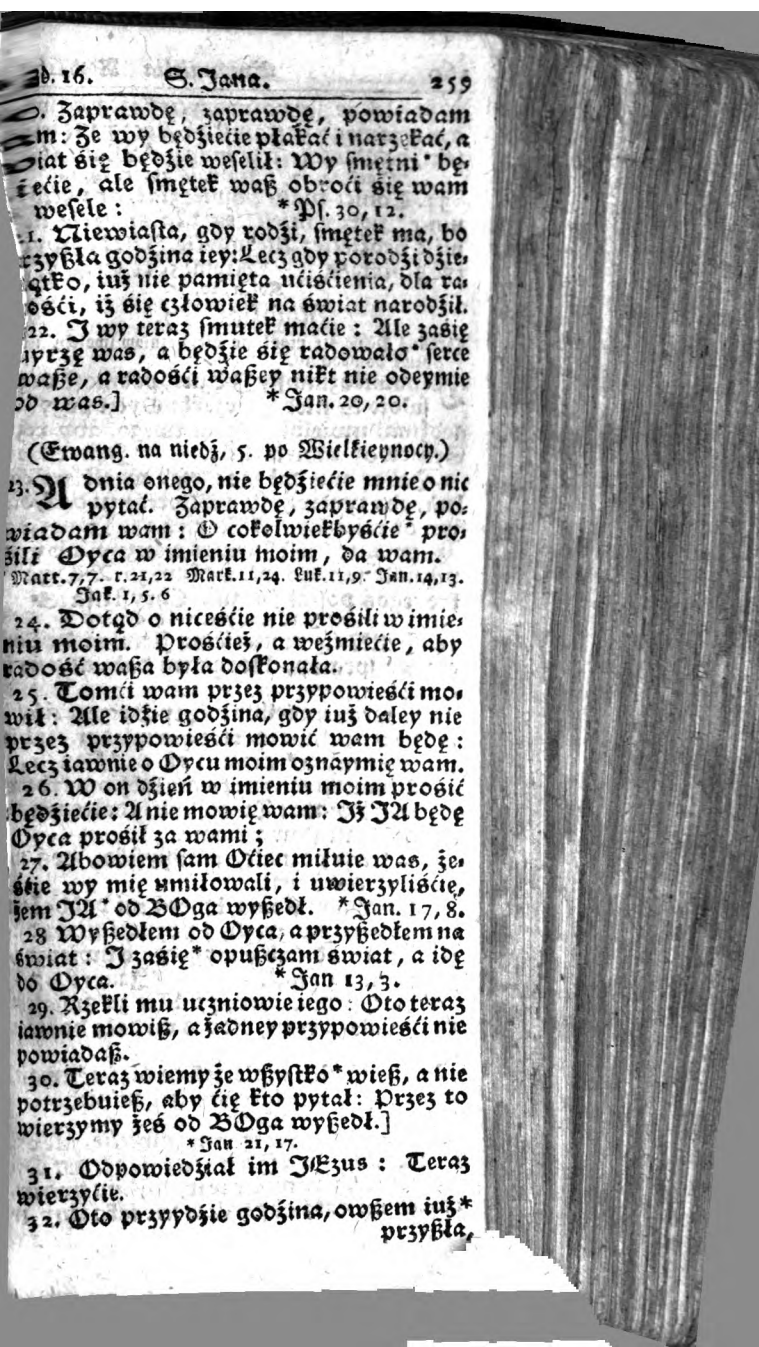 16. S. Jana. 259
Zaprawdę, zaprawdę, powiadam
Że wy będźiećie płakać i narzekać, a
się będźie weselił: Wy smętni * bę-
ale smętek wasz obroći się wam
wesele: * Ps. 30, 12.
Niewiasta, gdy rodźi, smętek ma, bo
godźina iey: Lecz gdy porodźi dźie-
iuż nie pamięta ućiśćienia, dla ra-
iż się człowiek na świat narodźił.
22. I wy teraz smutek maćie: Ale zasię
was, a będźie się radowało * serce
wasze, a radośći waszey nikt nie odeymie
od was.] * Jan. 20, 20.
(Ewang. na niedź, 5. po Wielkieynocy.)
23. A dnia onego, nie będźiećie mnie o nic
pytać. Zaprawdę, zaprawdę, po-
wiadam wam: O cokolwiekbyśćie * pro-
śili Oyca w imieniu moim, da wam.
* Matt. 7, 7. r. 21, 22 Mark. 11, 24. Luk. 11, 9. Jan. 14, 13.
Jak. 1, 5. 6
24. Dotąd o niceśćie nie prośili w imie-
niu moim. Prośćież, a weźmiećie, aby
radość wasza była doskonała.
25. Tomći wam przez przypowieśći mo-
wił: Ale idźie godźina, gdy iuż daley nie
przez przypowieśći mowić wam będę:
Lecz iawnie o Oycu moim oznaymię wam.
26. W on dźień w imieniu moim prośić
będźiećie: A nie mowię wam: Iż JA będę
Oyca prośił za wami;
27. Abowiem sam Oćiec miłuie was, że-
śćie wy mię umiłowali, i uwierzyliśćie,
żem JA * od BOga wyszedł. * Jan. 17, 8.
28 Wyszedłem od Oyca, a przyszedłem na
świat: I zasię * opuszczam świat, a idę
do Oyca. * Jan 13, 3.
29. Rzekli mu uczniowie iego: Oto teraz
iawnie mowisz, a żadney przypowieśći nie
powiadasz.
30. Teraz wiemy że wszystko * wiesz, a nie
potrzebuiesz, aby ćię kto pytał: Przez to
wierzymy żeś od BOga wyszedł.]
* Jan 21, 17.
31. Odpowiedźiał im JEzus: Teraz
wierzyćie.
32. Oto przyydźie godźina, owszem iuż *
przyszła,